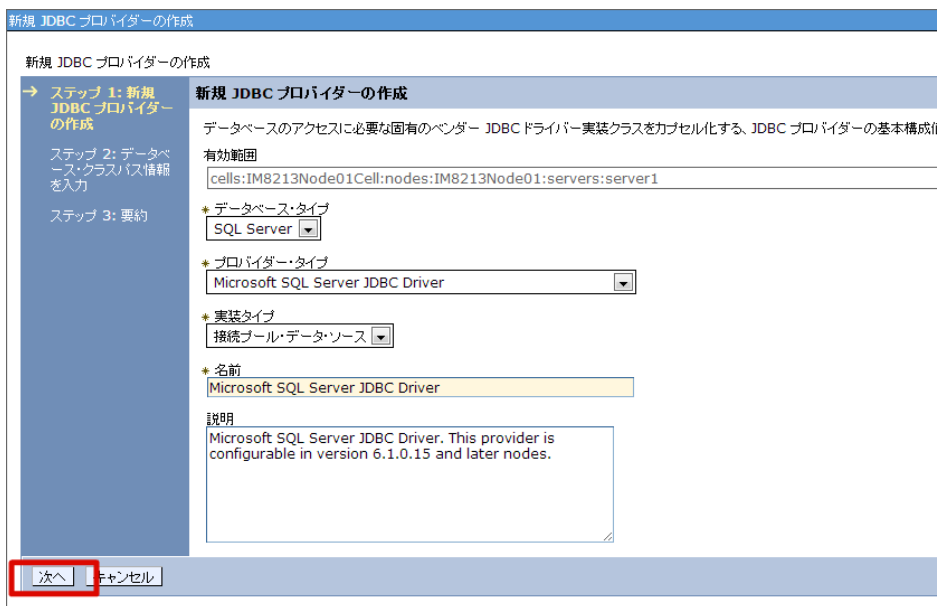 新規 JDBC プロバイダーの作成
新規 JDBC プロバイダーの作成
→ ステップ 1: 新規
JDBC プロバイダー
の作成
ステップ 2: データベ
ース・クラスパス情報
を入力
ステップ 3: 要約
新規 JDBC プロバイダーの作成
データベースのアクセスに必要な固有のベンダー JDBC ドライバー実装クラスをカプセル化する、JDBC プロバイダーの基本構成
有効範囲
cells:IM8213Node01Cell:nodes:IM8213Node01:servers:server1
* データベース・タイプ
SQL Server
* プロバイダー・タイプ
Microsoft SQL Server JDBC Driver
* 実装タイプ
接続プール・データ・ソース
* 名前
Microsoft SQL Server JDBC Driver
説明
Microsoft SQL Server JDBC Driver. This provider is
configurable in version 6.1.0.15 and later nodes.
次へ キャンセル